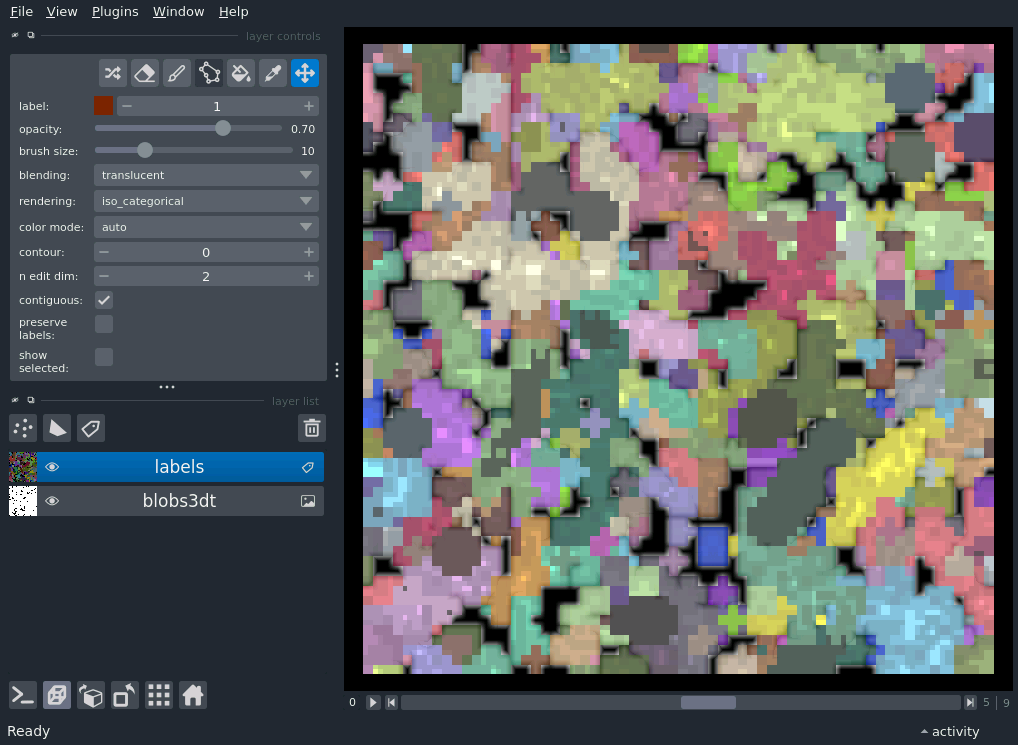 File View Plugins Window Help
layer controls
label: 1
opacity: 0.70
brush size: 10
blending: translucent
rendering: iso_categorical
color mode: auto
contour: 0
n edit dim: 2
contiguous:
preserve
labels:
show
selected:
layer list
labels
blobs3dt
0 5 9
Ready activity